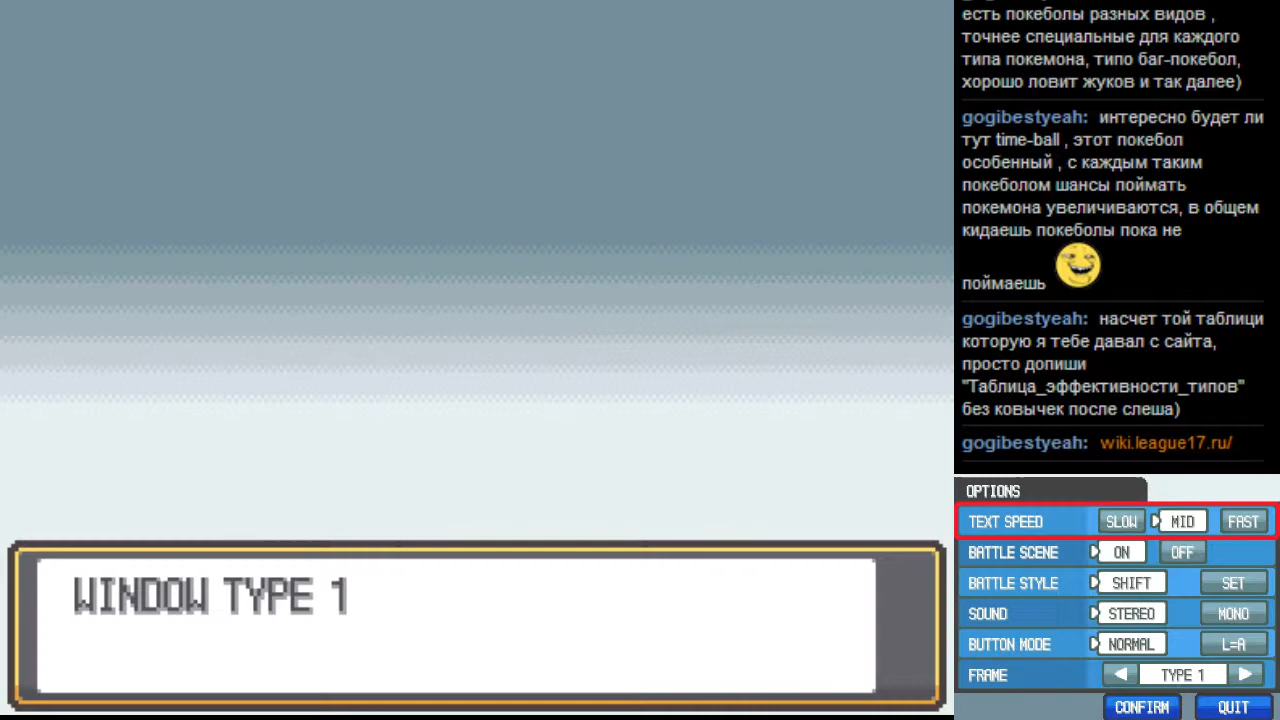 есть покеболы разных видов ,
точнее специальные для каждого
типа покемона, типо баг-покебол,
хорошо ловит жуков и так далее)
gogibestyeah: интересно будет ли
тут time-ball , этот покебол
особенный , с каждым таким
покеболом шансы поймать
покемона увеличиваются, в общем
кидаешь покеболы пока не
поймаешь
gogibestyeah: насчет той таблици
которую я тебе давал с сайта,
просто допиши
"Таблица_эффективности_типов"
без ковычек после слеша)
gogibestyeah: wiki.league17.ru/
OPTIONS
TEXT SPEED SLOW MID FAST
BATTLE SCENE ON OFF
BATTLE STYLE SHIFT SET
SOUND STEREO MONO
BUTTON MODE NORMAL L=A
FRAME TYPE 1
CONFIRM QUIT
WINDOW TYPE 1